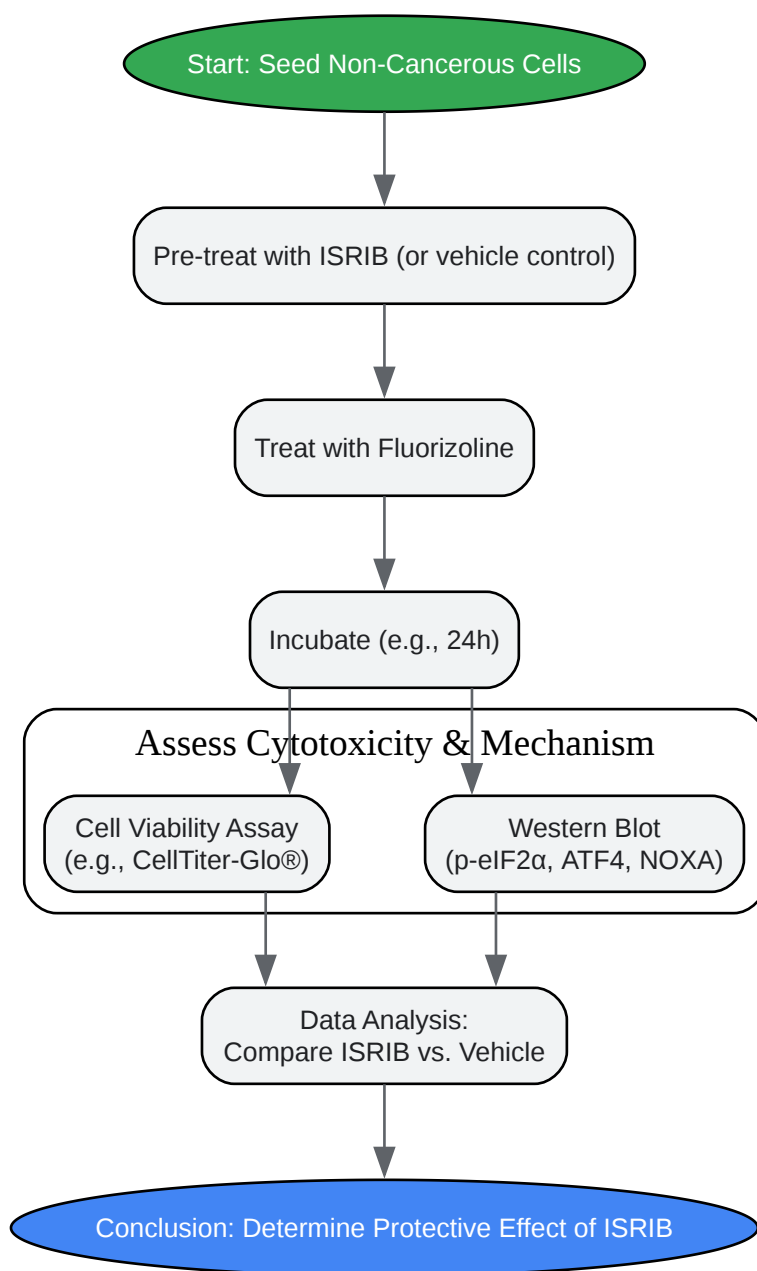 Start: Seed Non-Cancerous Cells
Pre-treat with ISRIB (or vehicle control)
Treat with Fluorizoline
Incubate (e.g., 24h)
Assess Cytotoxicity & Mechanism
Cell Viability Assay
(e.g., CellTiter-Glo®)
Western Blot
(p-eIF2α, ATF4, NOXA)
Data Analysis:
Compare ISRIB vs. Vehicle
Conclusion: Determine Protective Effect of ISRIB